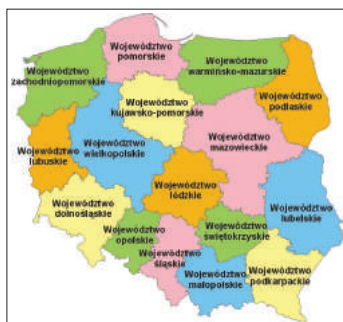 Województwo
pomorskie
Województwo
zachodniopomorskie
Województwo
warmińsko-mazurskie
Województwo
podlaskie
Województwo
kujawsko-pomorskie
Województwo
mazowieckie
Województwo
wielkopolskie
Województwo
lubuskie
Województwo
łódzkie
Województwo
lubelskie
Województwo
dolnośląskie
Województwo
opolskie
Województwo
śląskie
Województwo
świętokrzyskie
Województwo
małopolskie
Województwo
podkarpackie